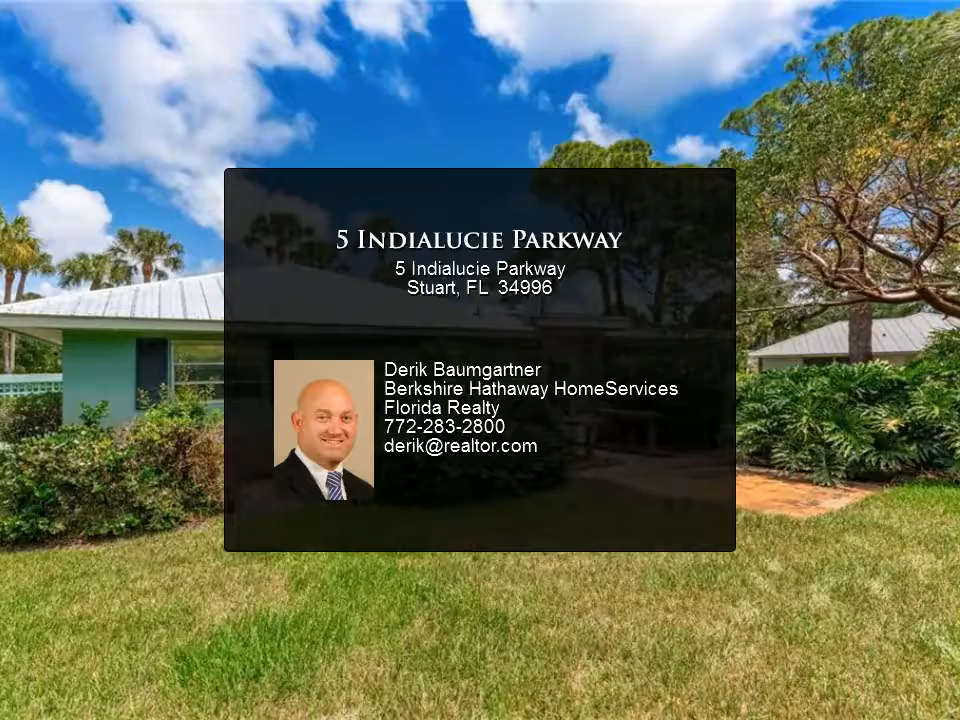 5 Indialucie Parkway
5 Indialucie Parkway
Stuart, FL  34996
Derik Baumgartner
Berkshire Hathaway HomeServices
Florida Realty
772-283-2800
derik@realtor.com